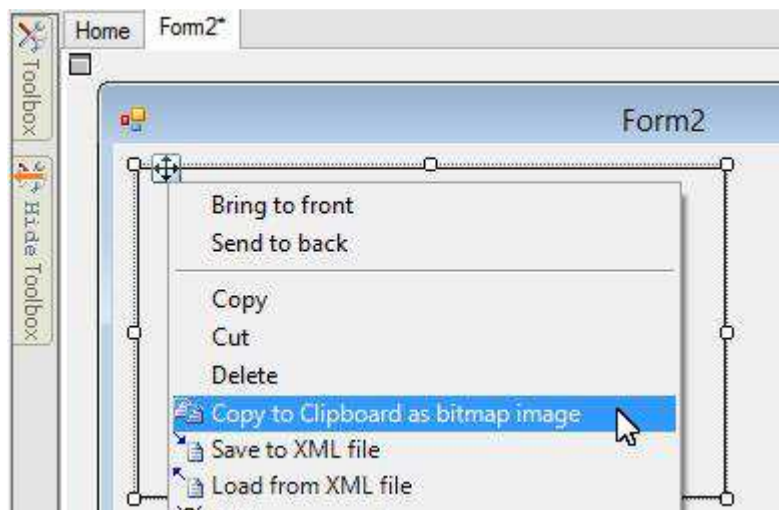 Toolbox
Hide Toolbox
Home
Form2*
Form2
Bring to front
Send to back
Copy
Cut
Delete
Copy to Clipboard as bitmap image
Save to XML file
Load from XML file